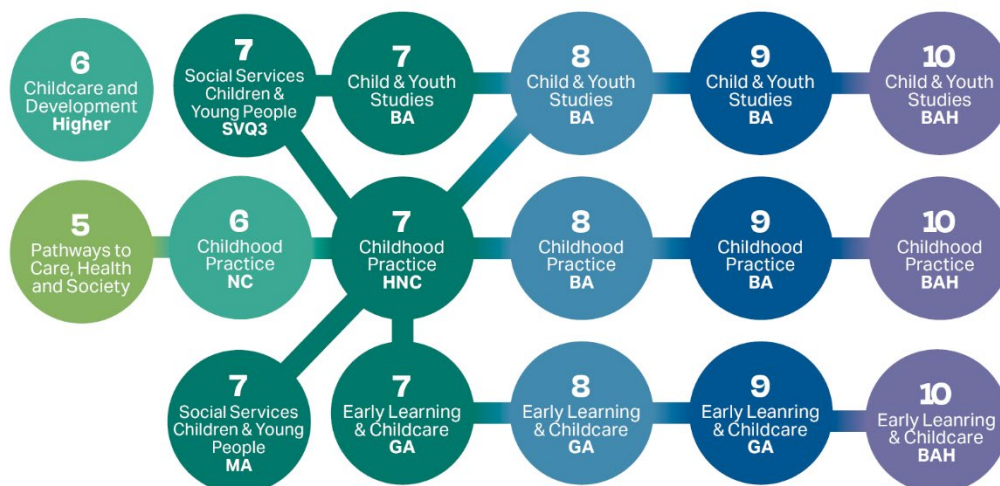 6
Childcare and
Development
Higher
7
Social Services
Children &
Young People
SVQ3
7
Child & Youth
Studies
BA
8
Child & Youth
Studies
BA
9
Child & Youth
Studies
BA
10
Child & Youth
Studies
BAH
5
Pathways to
Care, Health
and Society
6
Childhood
Practice
NC
7
Childhood
Practice
HNC
8
Childhood
Practice
BA
9
Childhood
Practice
BA
10
Childhood
Practice
BAH
7
Social Services
Children & Young
People
MA
7
Early Learning
& Childcare
GA
8
Early Learning
& Childcare
GA
9
Early Learning
& Childcare
GA
10
Early Leanring
& Childcare
BAH